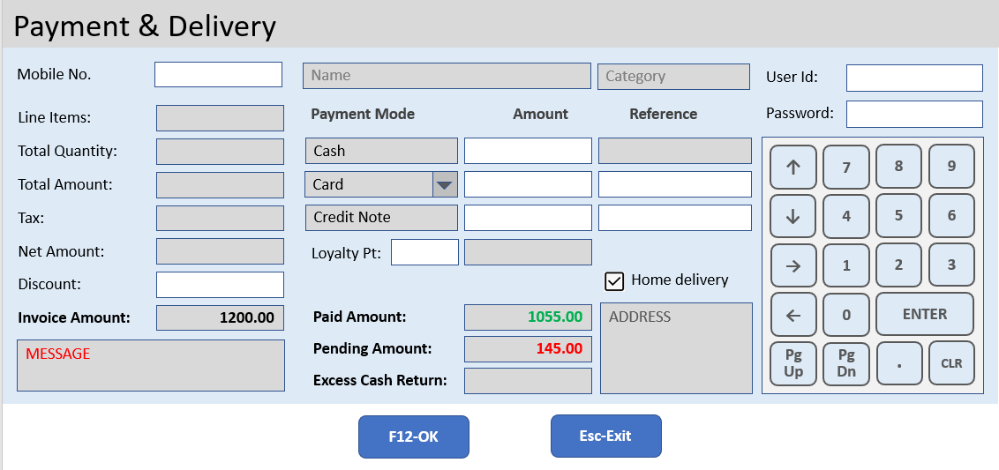 Payment & Delivery
Mobile No.
Name
Category
User Id:
Line Items:
Payment Mode
Amount
Reference
Password:
Total Quantity:
Cash
Total Amount:
Card
Tax:
Credit Note
Net Amount:
Loyalty Pt:
Discount:
Home delivery
Invoice Amount:
1200.00
Paid Amount:
1055.00
ADDRESS
MESSAGE
Pending Amount:
145.00
Excess Cash Return:
↑
7
8
9
↓
4
5
6
→
1
2
3
←
0
ENTER
Pg
Up
Pg
Dn
.
CLR
F12-OK
Esc-Exit